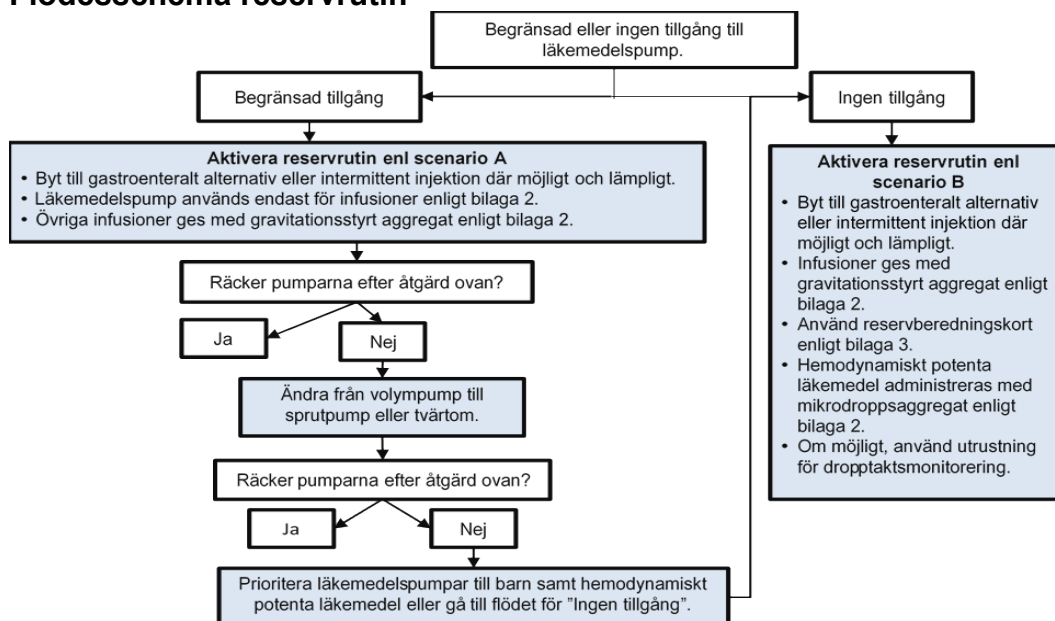 Flödesschema reservrutin
Begränsad eller ingen tillgång till
läkemedelspump.
Begränsad tillgång
Ingen tillgång
Aktivera reservrutin enl scenario A
• Byt till gastroenteralt alternativ eller intermittent injektion där möjligt och lämpligt.
• Läkemedelspump används endast för infusioner enligt bilaga 2.
• Övriga infusioner ges med gravitationsstyrt aggregat enligt bilaga 2.
Räcker pumparna efter åtgärd ovan?
Ja
Nej
Ändra från volympump till
sprutpump eller tvärtom.
Räcker pumparna efter åtgärd ovan?
Ja
Nej
Prioritera läkemedelspumpar till barn samt hemodynamiskt
potenta läkemedel eller gå till flödet för ”Ingen tillgång”.
Aktivera reservrutin enl
scenario B
• Byt till gastroenteralt alternativ
eller intermittent injektion där
möjligt och lämpligt.
• Infusioner ges med
gravitationsstyrt aggregat enligt
bilaga 2.
• Använd reservberedningskort
enligt bilaga 3.
• Hemodynamiskt potenta
läkemedel administreras med
mikrodroppsaggregat enligt
bilaga 2.
• Om möjligt, använd utrustning
för dropptaktsmonitorering.